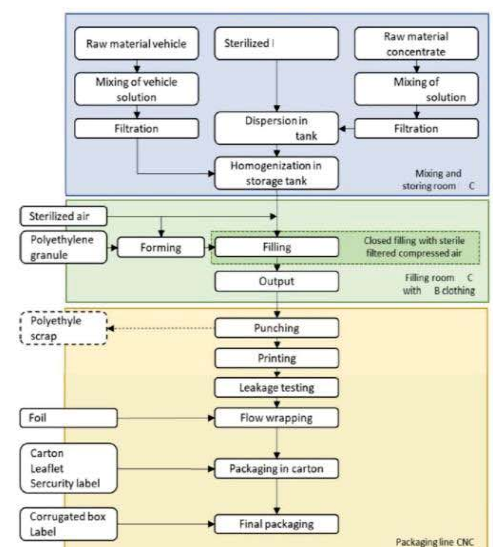 Raw material vehicle
Sterilized
Raw material
concentrate
Mixing of vehicle
solution
Mixing of
solution
Filtration
Dispersion in
tank
Filtration
Homogenization in
storage tank
Mixing and
storing room C
Sterilized air
Polyethylene
granule
Forming
Filling
Closed filling with sterile
filtered compressed air
Output
Filling room C
with B clothing
Polyethyle
scrap
Punching
Printing
Leakage testing
Foil
Flow wrapping
Carton
Leaflet
Sercurity label
Packaging in carton
Corrugated box
Label
Final packaging
Packaging line CNC